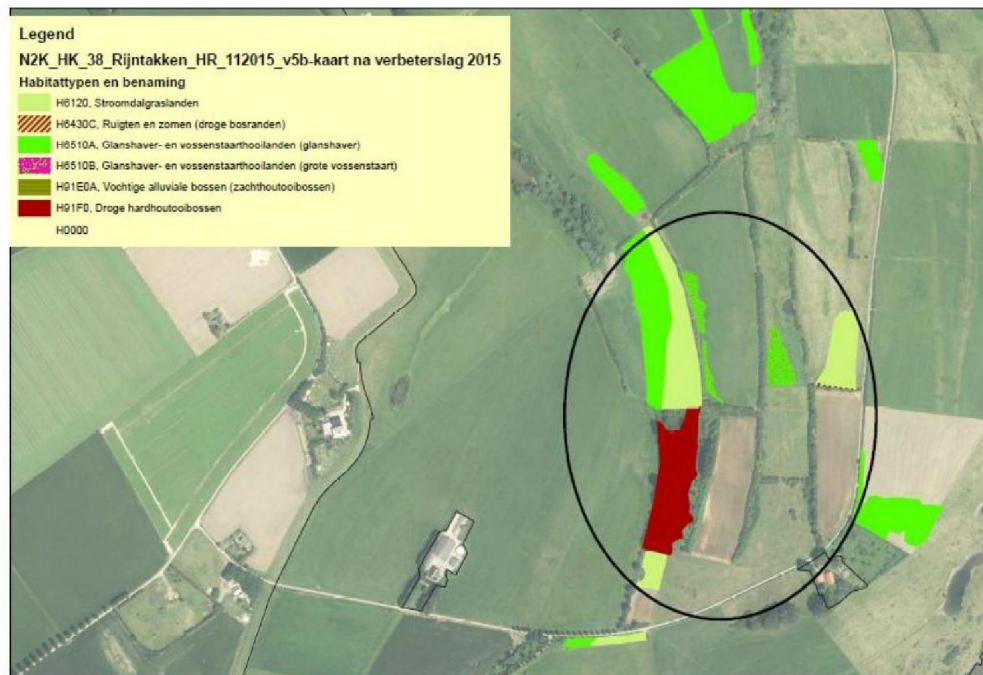 Legend
N2K_HK_38_Rijntakken_HR_112015_v5b-kaart na verbeterslag 2015
Habitattypen en benaming
H6120, Stroomdalgraslanden
H6430C, Ruigten en zomen (droge bosranden)
H6510A, Glanshaver- en vossenstaarthooilanden (glanshaver)
H6510B, Glanshaver- en vossenstaarthooilanden (grote vossenstaart)
H91E0A, Vochtige alluviale bossen (zachthoutooibossen)
H91F0, Droge hardhoutooibossen
H0000